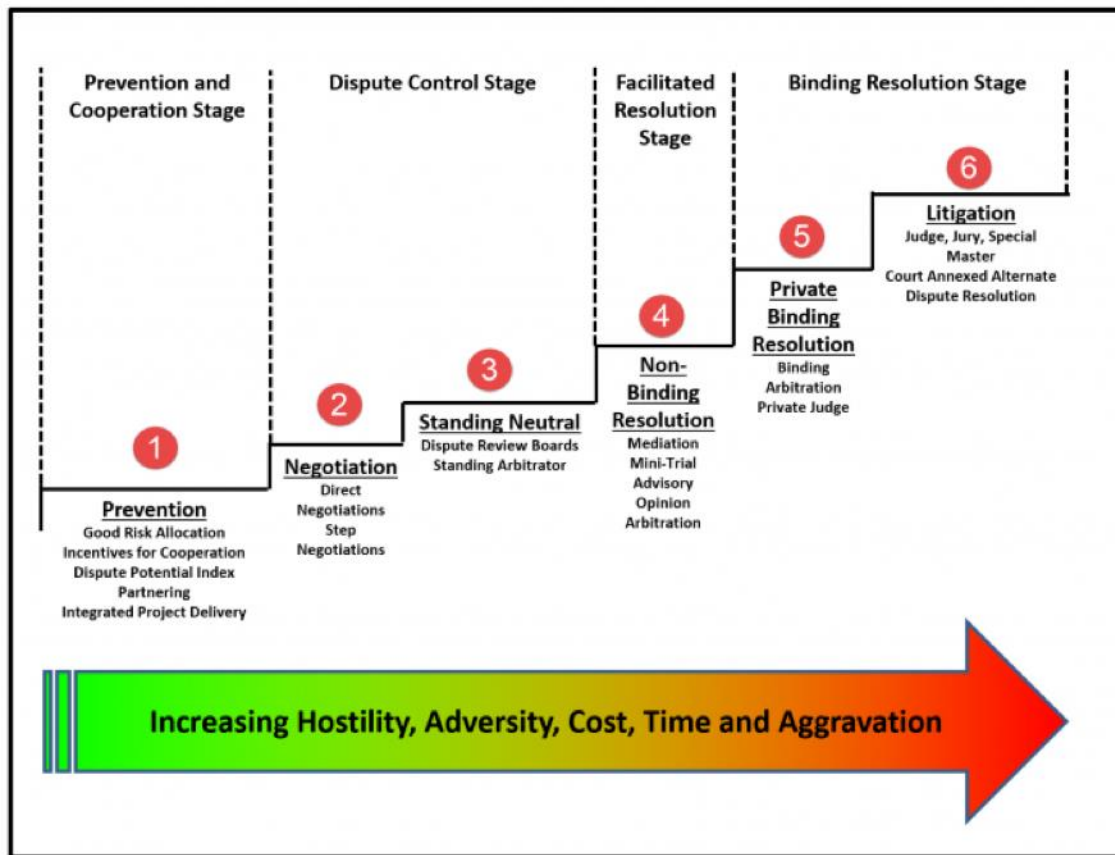 Prevention and
Cooperation Stage
Dispute Control Stage
Facilitated
Resolution
Stage
Binding Resolution Stage
1
Prevention
Good Risk Allocation
Incentives for Cooperation
Dispute Potential Index
Partnering
Integrated Project Delivery
2
Negotiation
Direct
Negotiations
Step
Negotiations
3
Standing Neutral
Dispute Review Boards
Standing Arbitrator
4
Non-
Binding
Resolution
Mediation
Mini-Trial
Advisory
Opinion
Arbitration
5
Private
Binding
Resolution
Binding
Arbitration
Private Judge
6
Litigation
Judge, Jury, Special
Master
Court Annexed Alternate
Dispute Resolution
Increasing Hostility, Adversity, Cost, Time and Aggravation